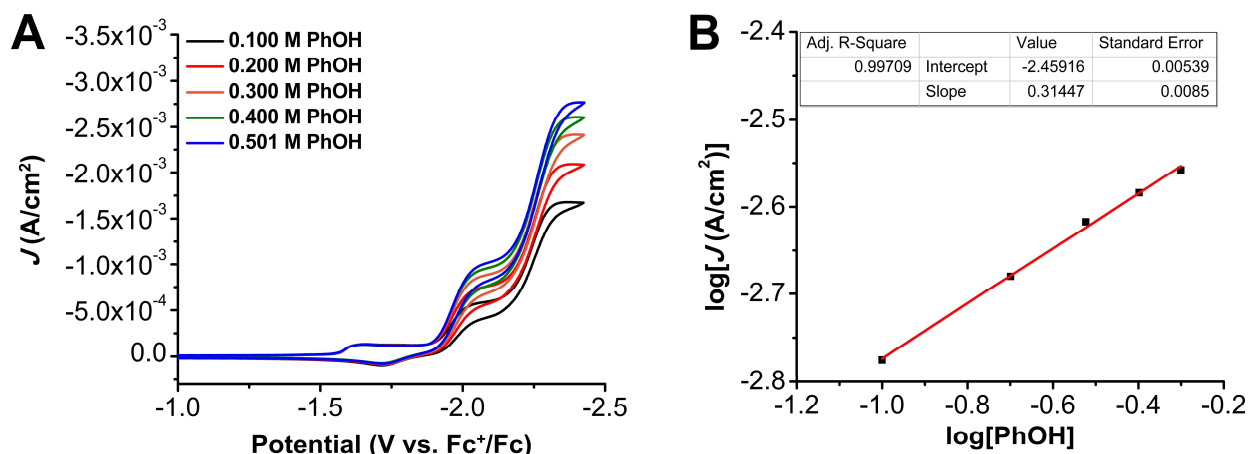 A
-3.5x10⁻³
-3.0x10⁻³
-2.5x10⁻³
-2.0x10⁻³
-1.5x10⁻³
-1.0x10⁻³
-5.0x10⁻⁴
0.0
J (A/cm²)
0.100 M PhOH
0.200 M PhOH
0.300 M PhOH
0.400 M PhOH
0.501 M PhOH
-1.0 -1.5 -2.0 -2.5
Potential (V vs. Fc⁺/Fc)
B
-2.4
-2.5
-2.6
-2.7
-2.8
log[J (A/cm²)]
Adj. R-Square Value Standard Error
0.99709 Intercept -2.45916 0.00539
Slope 0.31447 0.0085
-1.2 -1.0 -0.8 -0.6 -0.4 -0.2
log[PhOH]